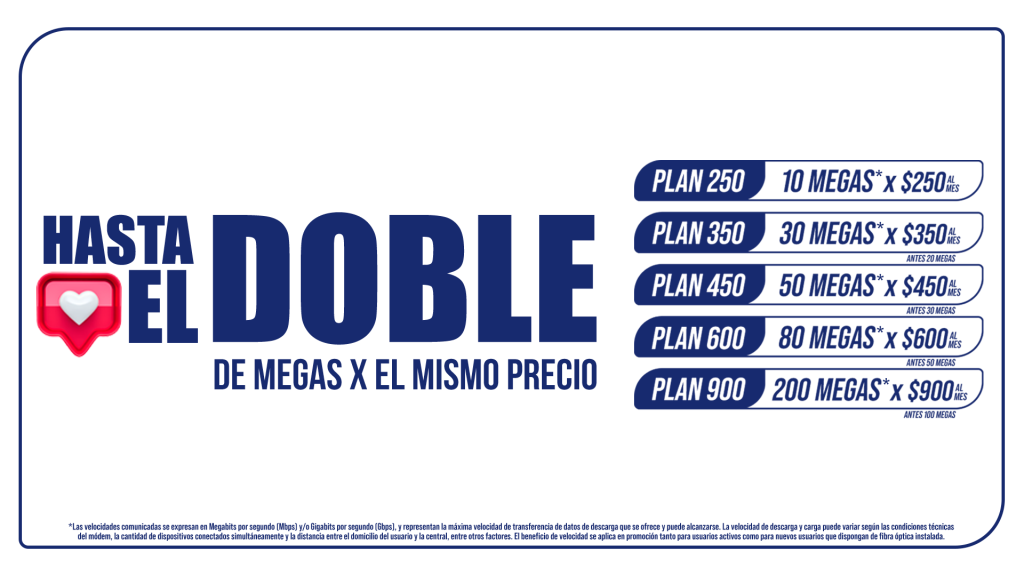 HASTA
EL DOBLE
DE MEGAS X EL MISMO PRECIO
PLAN 250 10 MEGAS* x $250 AL MES
PLAN 350 30 MEGAS* x $350 AL MES
ANTES 20 MEGAS
PLAN 450 50 MEGAS* x $450 AL MES
ANTES 30 MEGAS
PLAN 600 80 MEGAS* x $600 AL MES
ANTES 50 MEGAS
PLAN 900 200 MEGAS* x $900 AL MES
ANTES 100 MEGAS
*Las velocidades comunicadas se expresan en Megabits por segundo (Mbps) y/o Gigabits por segundo (Gbps), y representan la máxima velocidad de transferencia de datos de descarga que se ofrece y puede alcanzarse. La velocidad de descarga y carga puede variar según las condiciones técnicas
del módem, la cantidad de dispositivos conectados simultáneamente y la distancia entre el domicilio del usuario y la central, entre otros factores. El beneficio de velocidad se aplica en promoción tanto para usuarios activos como para nuevos usuarios que dispongan de fibra óptica instalada.